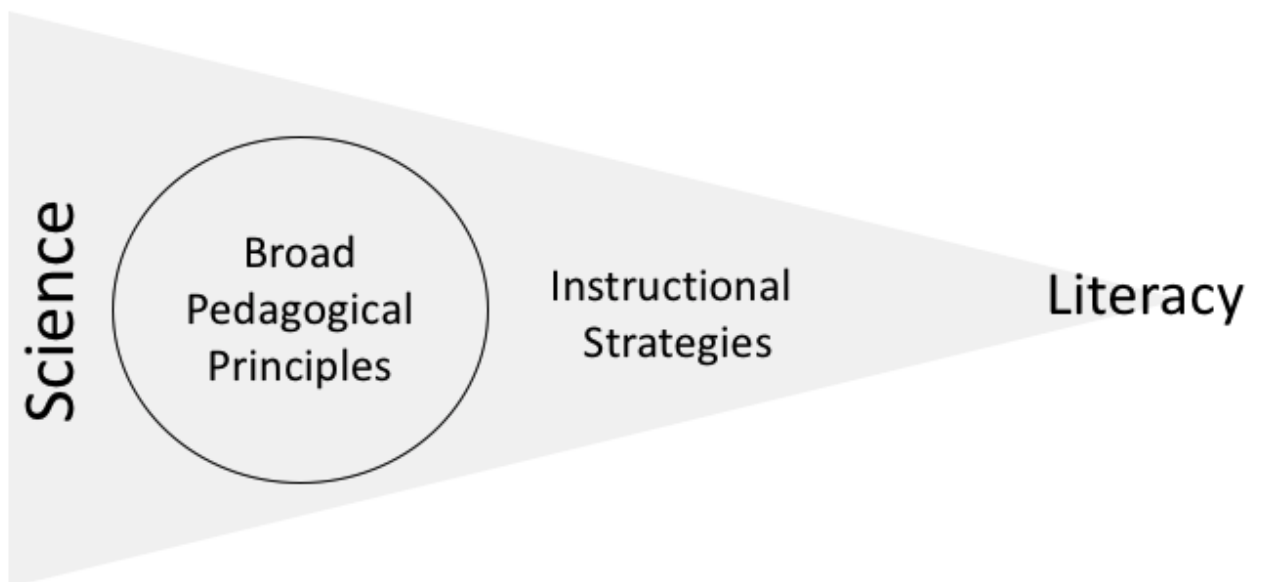 Science
Broad
Pedagogical
Principles
Instructional
Strategies
Literacy